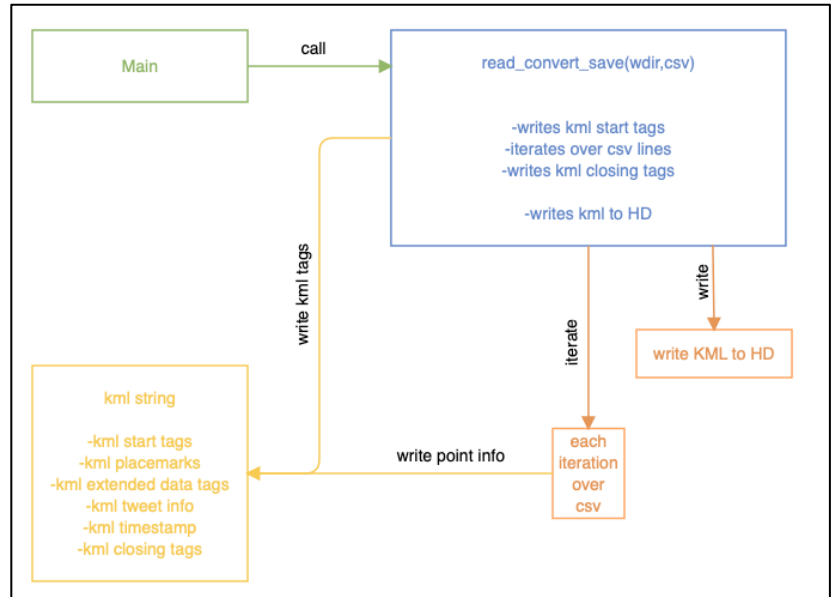 Main
call
read_convert_save(wdir,csv)
-writes kml start tags
-iterates over csv lines
-writes kml closing tags
-writes kml to HD
write kml tags
iterate
write
write KML to HD
kml string
-kml start tags
-kml placemarks
-kml extended data tags
-kml tweet info
-kml timestamp
-kml closing tags
write point info
each
iteration
over
csv